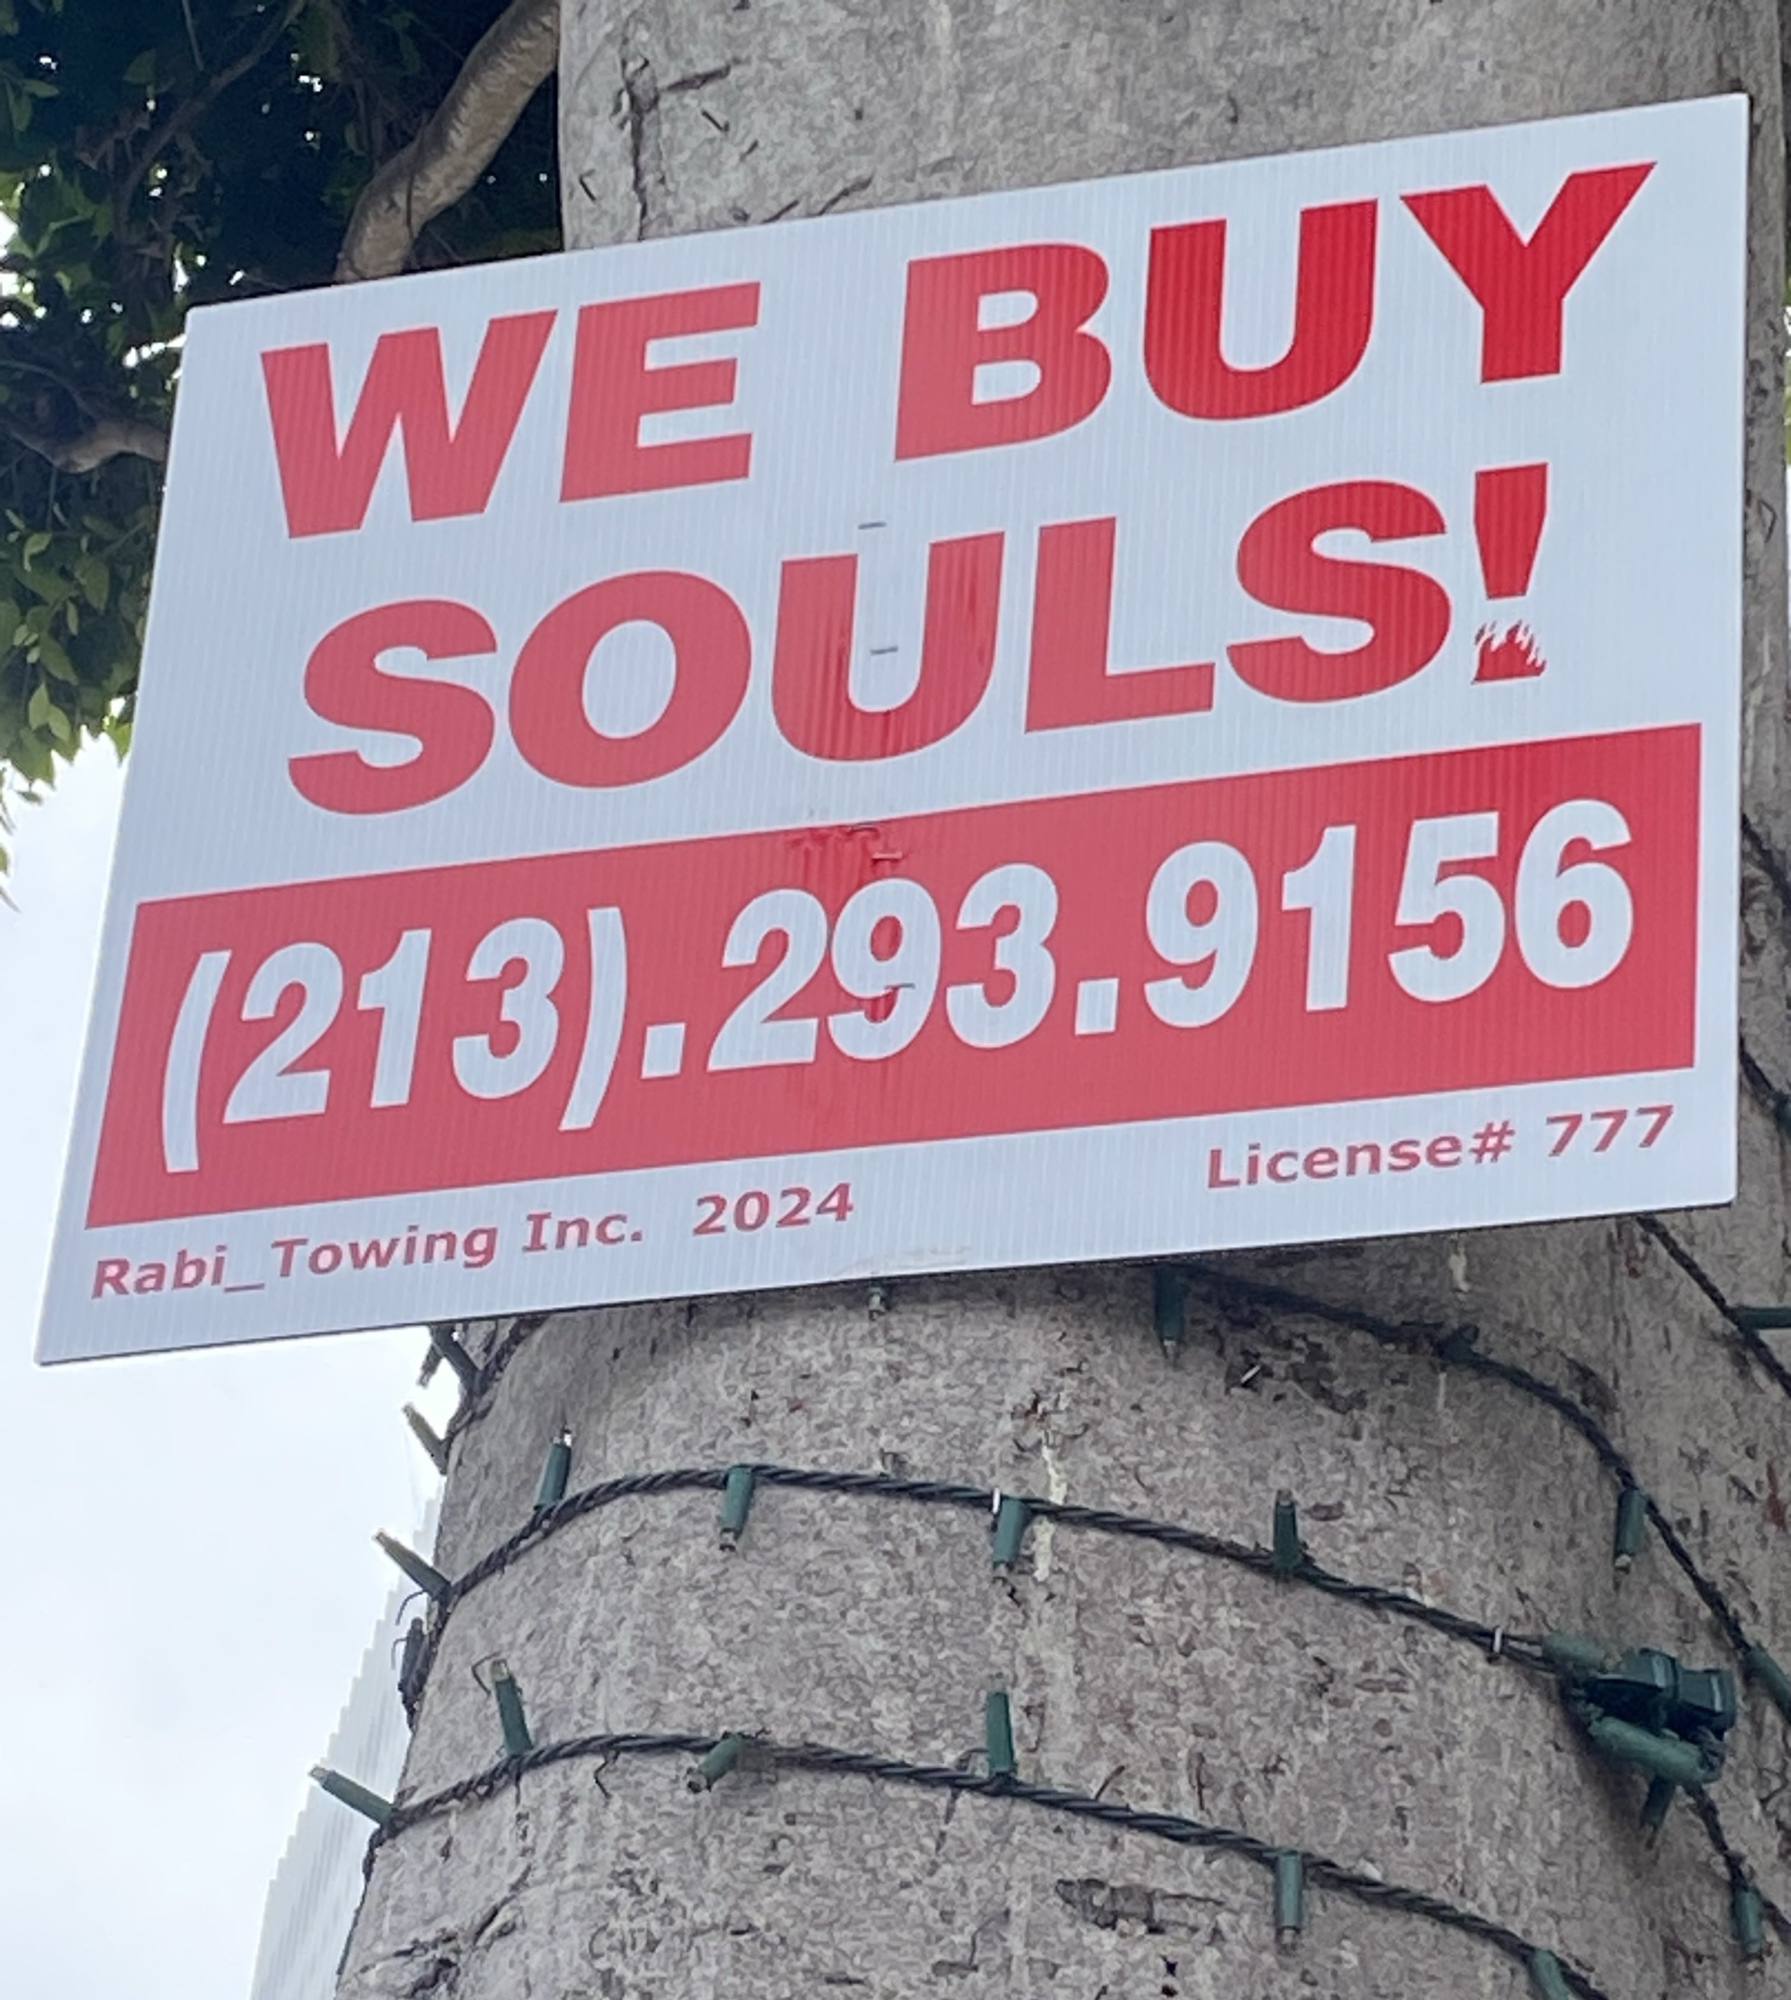 WE BUY
SOULS!
(213).293.9156
Rabi_Towing Inc. 2024 License# 777